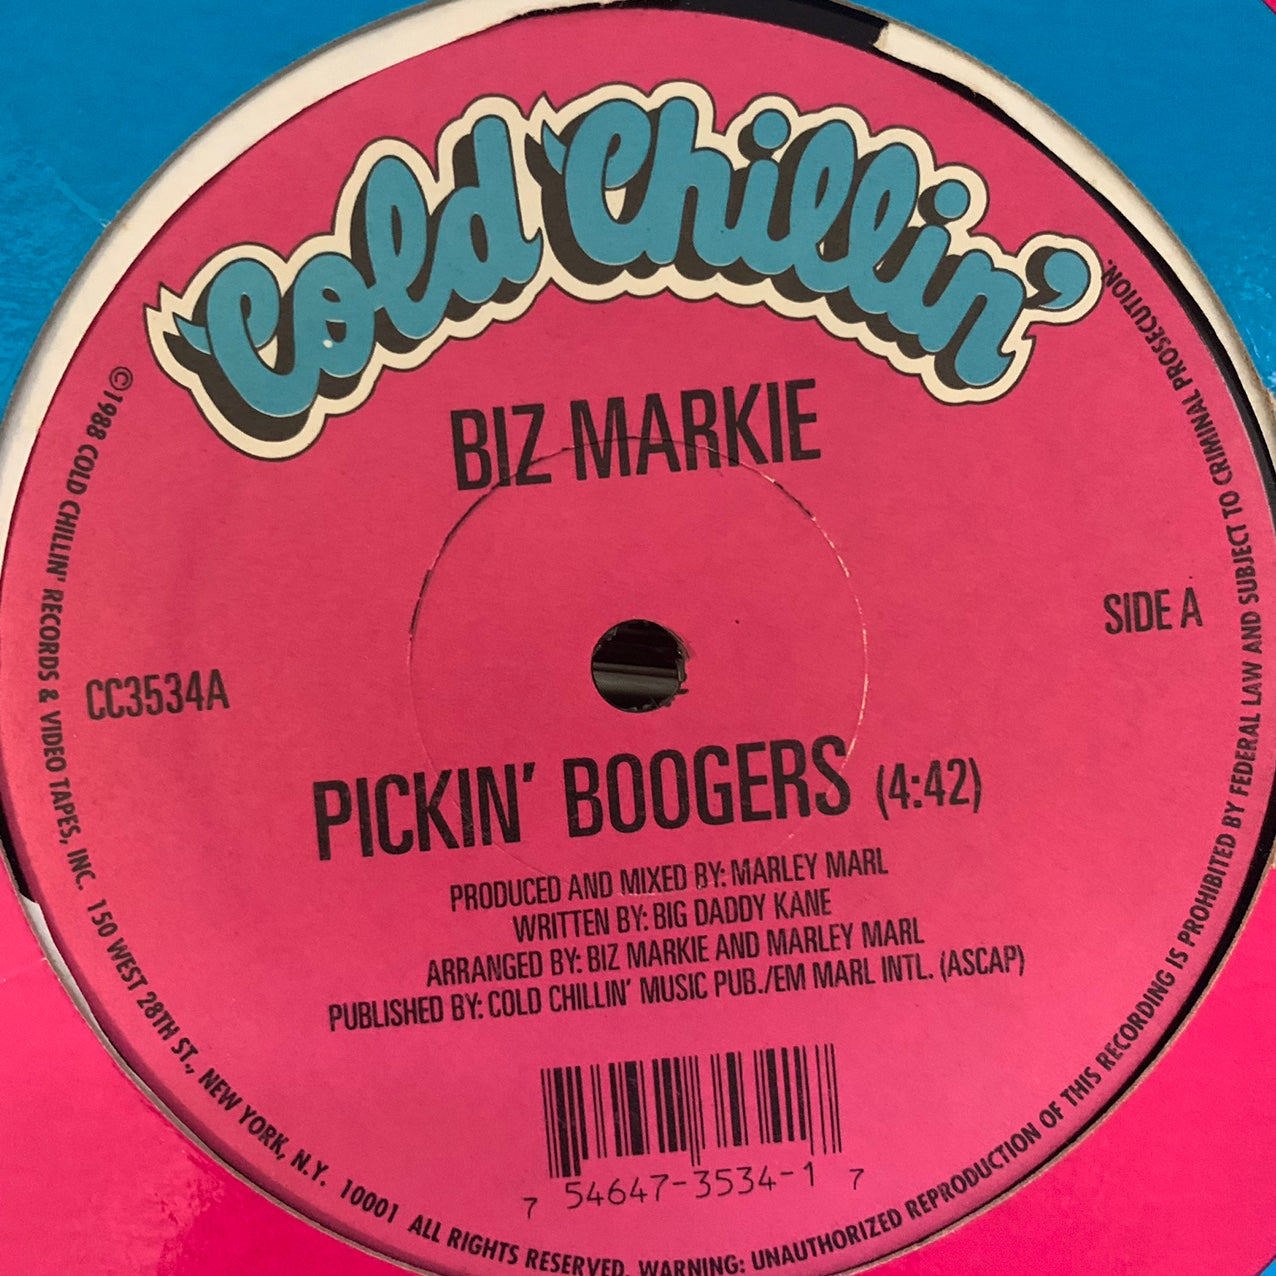 Cold Chillin'
BIZ MARKIE
SIDE A
CC3534A
PICKIN' BOOGERS (4:42)
PRODUCED AND MIXED BY: MARLEY MARL
WRITTEN BY: BIG DADDY KANE
ARRANGED BY: BIZ MARKIE AND MARLEY MARL
PUBLISHED BY: COLD CHILLIN' MUSIC PUB./EM MARL INTL. (ASCAP)
7 54647-3534-1 7
©1988 COLD CHILLIN' RECORDS & VIDEO TAPES, INC. 150 WEST 28TH ST., NEW YORK, N.Y. 10001 ALL RIGHTS RESERVED. WARNING: UNAUTHORIZED REPRODUCTION OF THIS RECORDING IS PROHIBITED BY FEDERAL LAW AND SUBJECT TO CRIMINAL PROSECUTION.